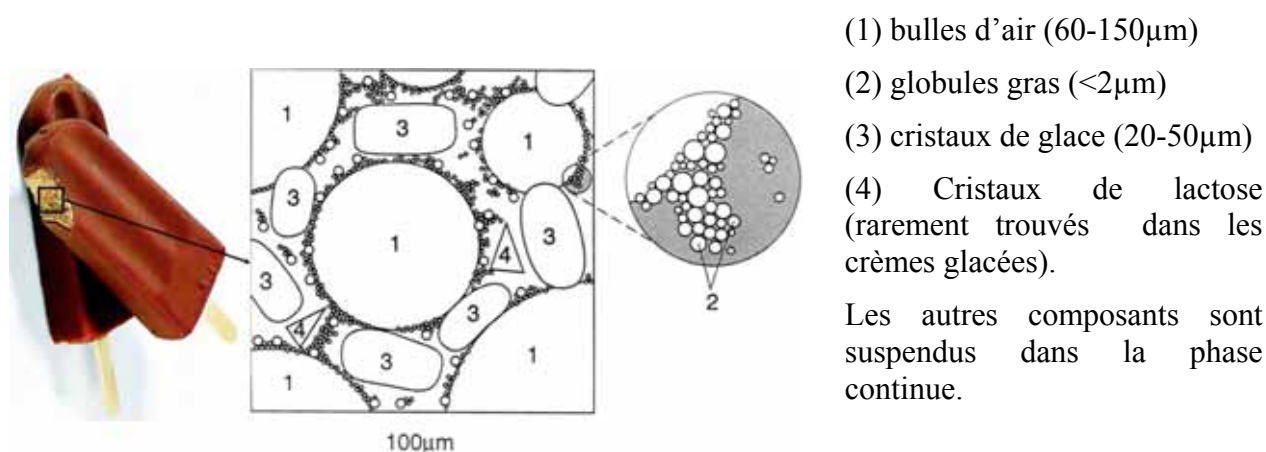 1
3
1
3
1
3
4
3
3
4
3
1
1
2
100µm
(1) bulles d’air (60-150µm)
(2) globules gras (<2µm)
(3) cristaux de glace (20-50µm)
(4) Cristaux de lactose
(rarement trouvés dans les
crèmes glacées).
Les autres composants sont
suspendus dans la phase
continue.